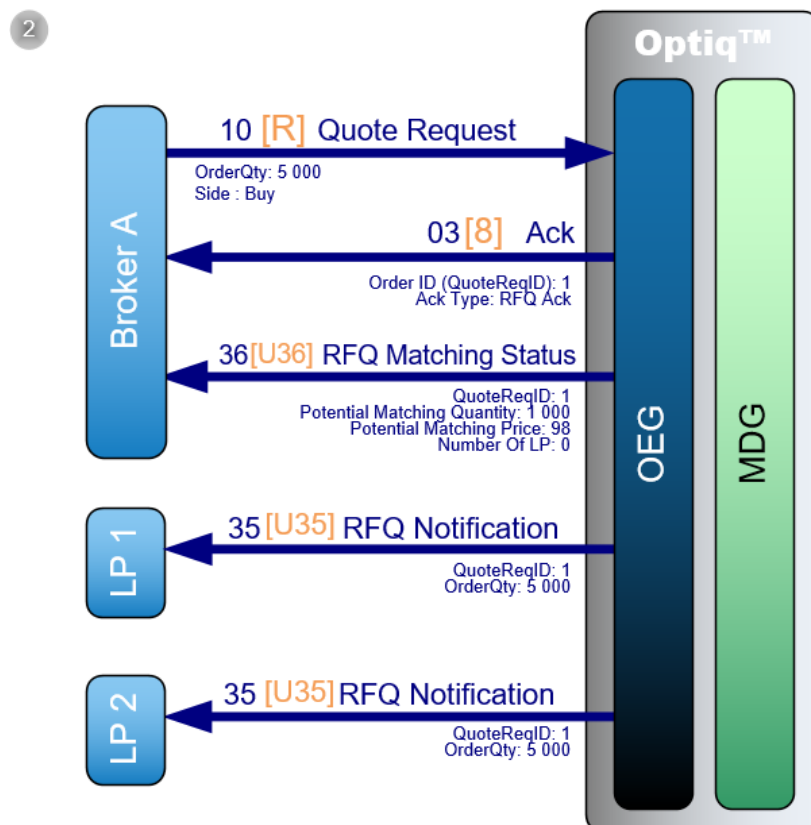 2
Optiq™
Broker A
10 [R] Quote Request
OrderQty: 5 000
Side : Buy
03 [8] Ack
Order ID (QuoteReqID): 1
Ack Type: RFQ Ack
36 [U36] RFQ Matching Status
QuoteReqID: 1
Potential Matching Quantity: 1 000
Potential Matching Price: 98
Number Of LP: 0
OEG
MDG
LP 1
35 [U35] RFQ Notification
QuoteReqID: 1
OrderQty: 5 000
LP 2
35 [U35] RFQ Notification
QuoteReqID: 1
OrderQty: 5 000